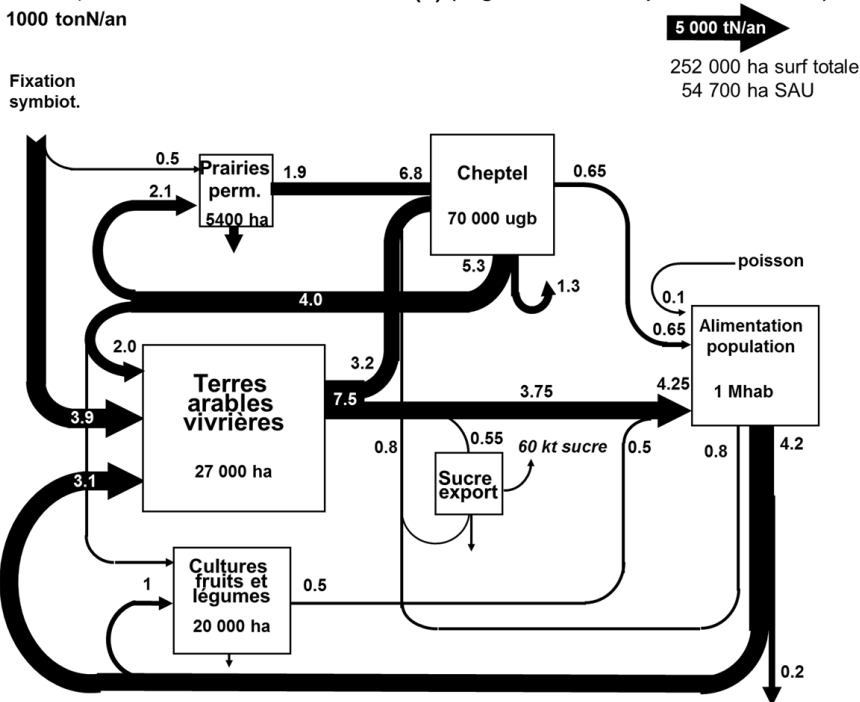 1000 tonN/an
5 000 tN/an
252 000 ha surf totale
54 700 ha SAU
Fixation
symbiot.
0.5
Prairies
perm.
5400 ha
1.9
6.8
Cheptel
70 000 ugb
0.65
2.1
5.3
1.3
poisson
0.1
4.0
0.65
Alimentation
population
1 Mhab
2.0
3.2
Terres
arables
vivrières
27 000 ha
7.5
3.75
4.25
3.9
0.8
0.55
60 kt sucre
0.5
0.8
4.2
3.1
Sucre
export
Cultures
fruits et
légumes
20 000 ha
1
0.5
0.2